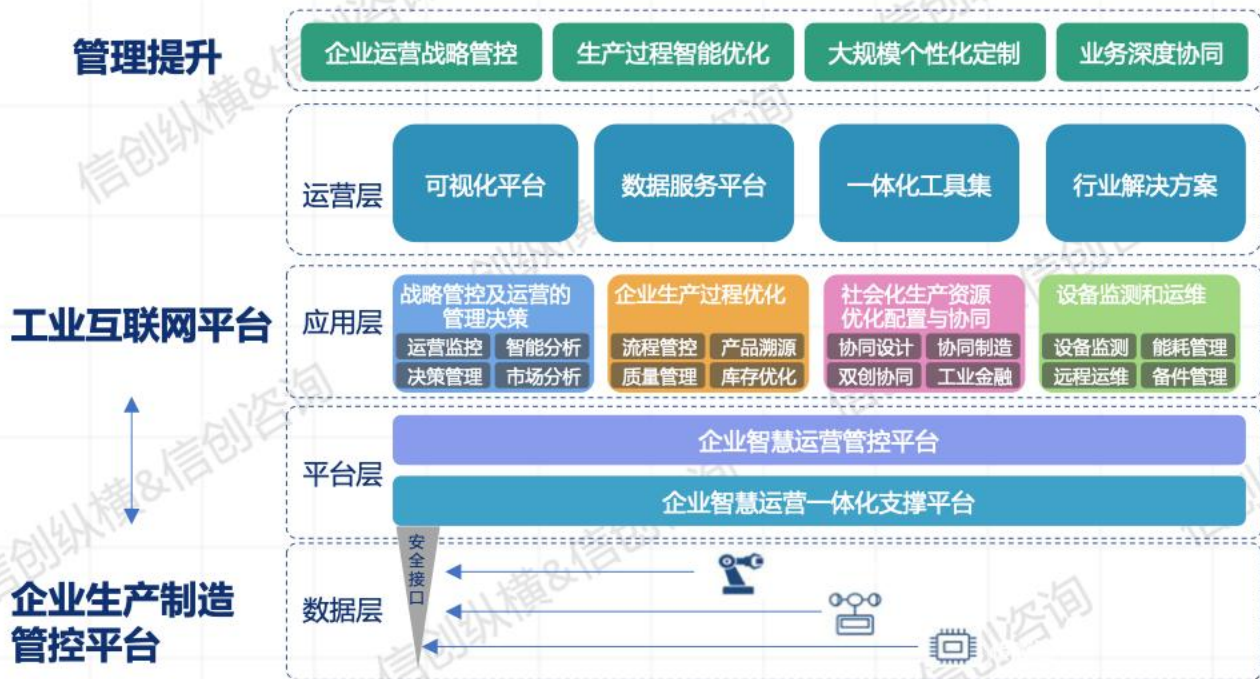 管理提升
企业运营战略管控
生产过程智能优化
大规模个性化定制
业务深度协同
工业互联网平台
运营层
可视化平台
数据服务平台
一体化工具集
行业解决方案
应用层
战略管控及运营的
管理决策
运营监控
智能分析
决策管理
市场分析
企业生产过程优化
流程管控
产品溯源
质量管理
库存优化
社会化生产资源
优化配置与协同
协同设计
协同制造
双创协同
工业金融
设备监测和运维
设备监测
能耗管理
远程运维
备件管理
平台层
企业智慧运营管控平台
企业智慧运营一体化支撑平台
企业生产制造
管控平台
数据层
安全接口
信创纵横&信创咨询